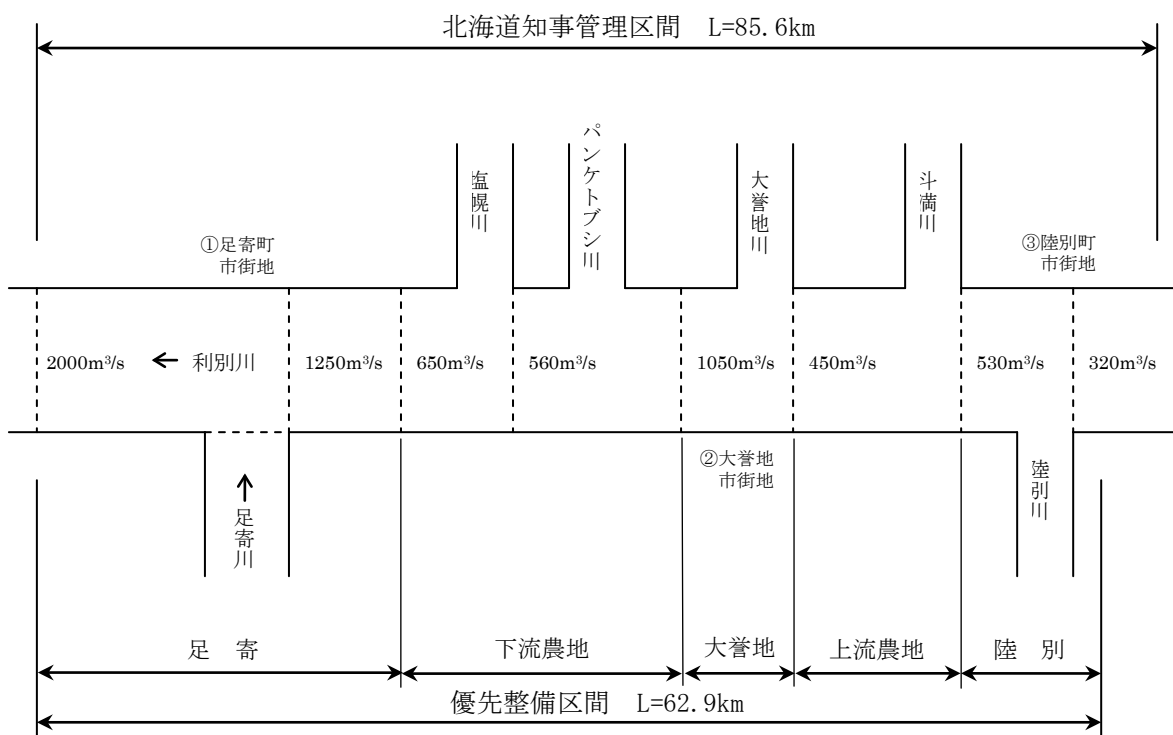 北海道知事管理区間 L=85.6km
塩幌川
パンケトブシ川
大誉地川
斗満川
①足寄町
市街地
③陸別町
市街地
2000m³/s
利別川
1250m³/s
650m³/s
560m³/s
1050m³/s
450m³/s
530m³/s
320m³/s
②大誉地
市街地
足寄川
陸別川
足 寄
下流農地
大誉地
上流農地
陸 別
優先整備区間 L=62.9km